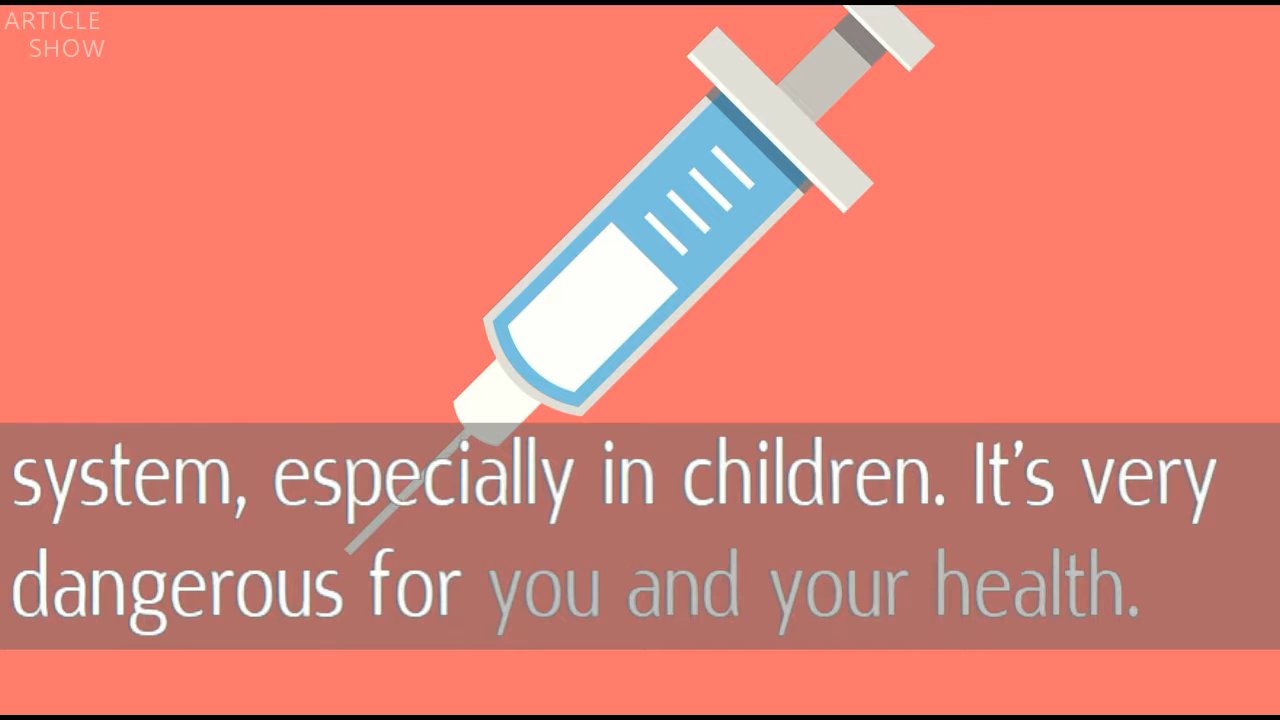 ARTICLE
SHOW
system, especially in children. It's very
dangerous for you and your health.